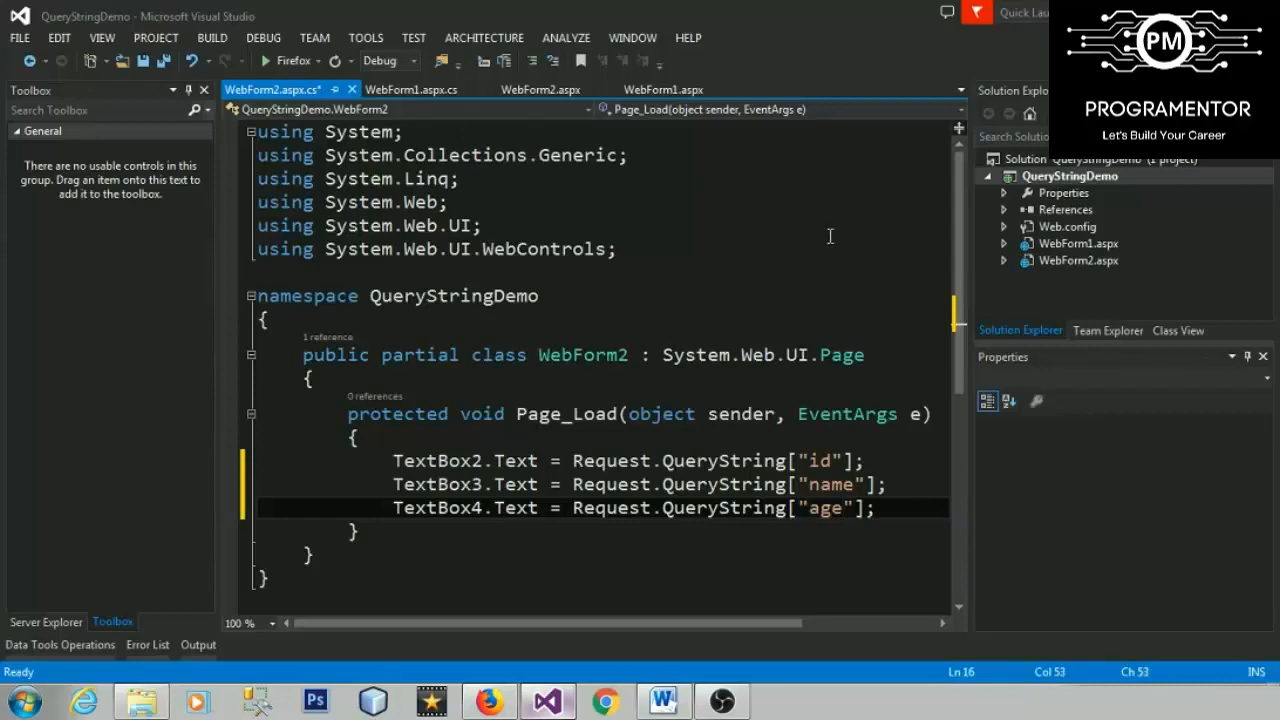 QueryStringDemo - Microsoft Visual Studio
Quick Lau
FILE EDIT VIEW PROJECT BUILD DEBUG TEAM TOOLS TEST ARCHITECTURE ANALYZE WINDOW HELP
Firefox Debug
PM
PROGRAMENTOR
Let's Build Your Career
Toolbox
Search Toolbox
General
There are no usable controls in this
group. Drag an item onto this text to
add it to the toolbox.
WebForm2.aspx.cs* WebForm1.aspx.cs WebForm2.aspx WebForm1.aspx
QueryStringDemo.WebForm2 Page_Load(object sender, EventArgs e)
using System;
using System.Collections.Generic;
using System.Linq;
using System.Web;
using System.Web.UI;
using System.Web.UI.WebControls;
namespace QueryStringDemo
{
1 reference
public partial class WebForm2 : System.Web.UI.Page
{
0 references
protected void Page_Load(object sender, EventArgs e)
{
TextBox2.Text = Request.QueryString["id"];
TextBox3.Text = Request.QueryString["name"];
TextBox4.Text = Request.QueryString["age"];
}
}
}
100 %
Solution Explo
Search Solutio
Solution 'QueryStringDemo' (1 project)
QueryStringDemo
Properties
References
Web.config
WebForm1.aspx
WebForm2.aspx
Solution Explorer Team Explorer Class View
Properties
Server Explorer Toolbox
Data Tools Operations Error List Output
Ready Ln 16 Col 53 Ch 53 INS
Ps
W